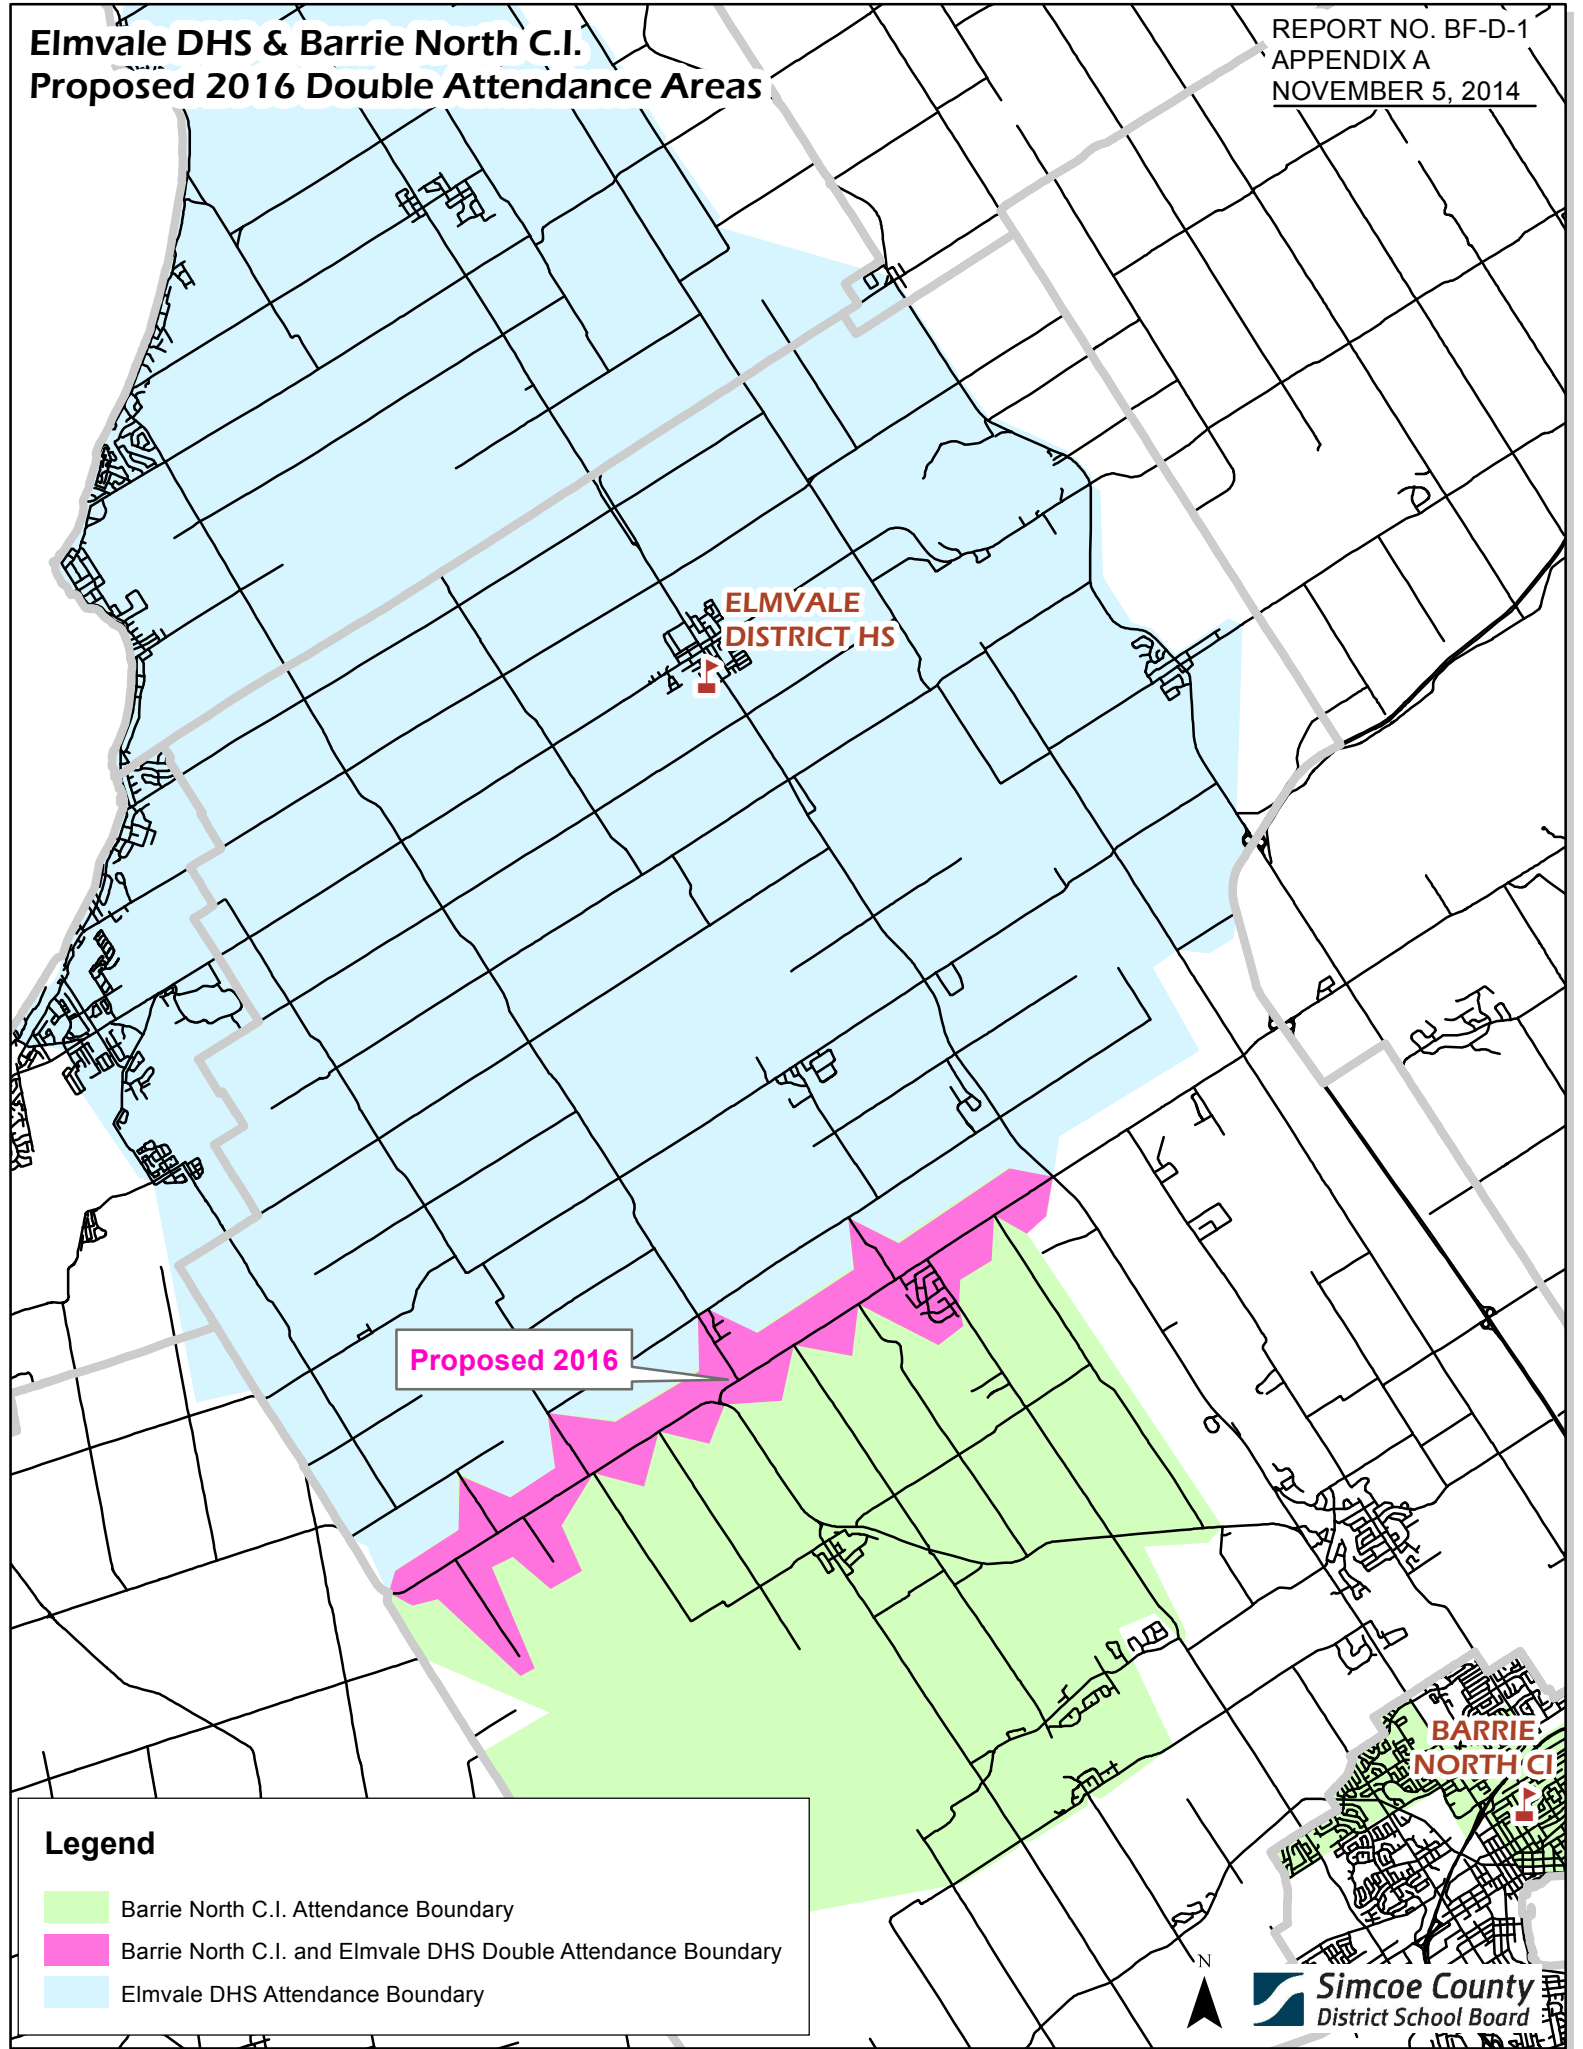 Elmvale DHS & Barrie North C.I.
Proposed 2016 Double Attendance Areas
REPORT NO. BF-D-1
APPENDIX A
NOVEMBER 5, 2014
ELMVALE
DISTRICT HS
Proposed 2016
BARRIE
NORTH CI
Legend
Barrie North C.I. Attendance Boundary
Barrie North C.I. and Elmvale DHS Double Attendance Boundary
Elmvale DHS Attendance Boundary
N
Simcoe County
District School Board